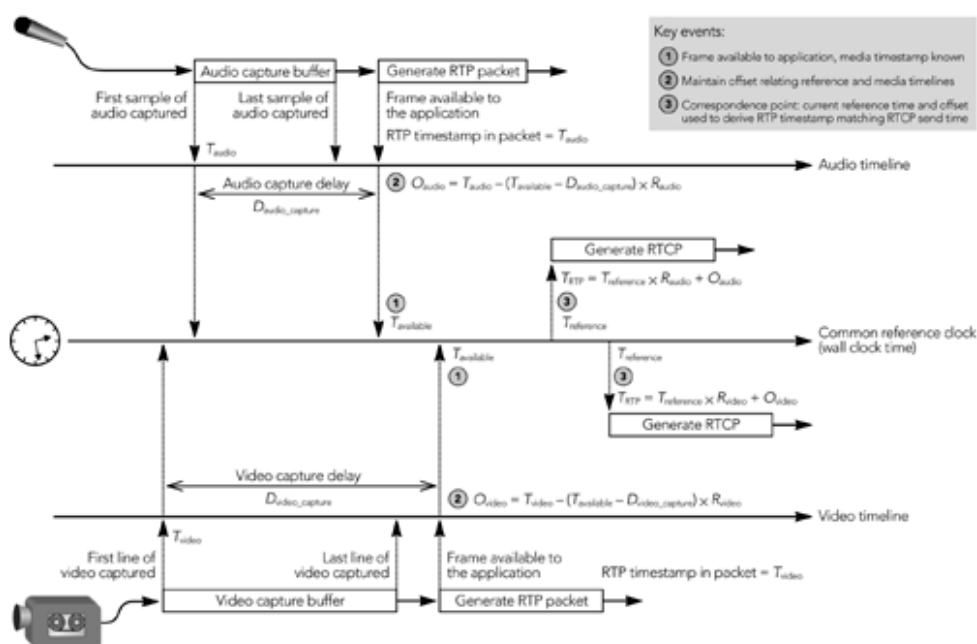 Key events:
1 Frame available to application, media timestamp known
2 Maintain offset relating reference and media timelines
3 Correspondence point: current reference time and offset
used to derive RTP timestamp matching RTCP send time
Audio capture buffer
Generate RTP packet
First sample of
audio captured
Last sample of
audio captured
Frame available to
the application
RTP timestamp in packet = Taudio
Taudio
Audio timeline
Audio capture delay
Daudio_capture
2 Oaudio = Taudio – (Tavailable – Daudio_capture) × Raudio
Generate RTCP
TRTP = Treference × Raudio + Oaudio
3
Treference
1
Tavailable
Common reference clock
(wall clock time)
Tavailable
1
Treference
3
TRTP = Treference × Rvideo + Ovideo
Generate RTCP
Video capture delay
Dvideo_capture
2 Ovideo = Tvideo – (Tavailable – Dvideo_capture) × Rvideo
Video timeline
Tvideo
First line of
video captured
Last line of
video captured
Frame available to
the application
RTP timestamp in packet = Tvideo
Video capture buffer
Generate RTP packet